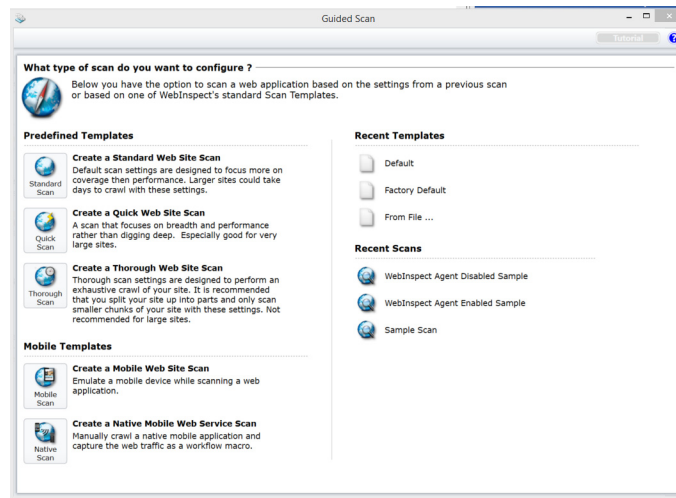 Guided Scan
Tutorial
What type of scan do you want to configure ?
Below you have the option to scan a web application based on the settings from a previous scan
or based on one of WebInspect's standard Scan Templates.
Predefined Templates
Standard
Scan
Create a Standard Web Site Scan
Default scan settings are designed to focus more on
coverage then performance. Larger sites could take
days to crawl with these settings.
Quick
Scan
Create a Quick Web Site Scan
A scan that focuses on breadth and performance
rather than digging deep. Especially good for very
large sites.
Thorough
Scan
Create a Thorough Web Site Scan
Thorough scan settings are designed to perform an
exhaustive crawl of your site. It is recommended
that you split your site up into parts and only scan
smaller chunks of your site with these settings. Not
recommended for large sites.
Mobile Templates
Mobile
Scan
Create a Mobile Web Site Scan
Emulate a mobile device while scanning a web
application.
Native
Scan
Create a Native Mobile Web Service Scan
Manually crawl a native mobile application and
capture the web traffic as a workflow macro.
Recent Templates
Default
Factory Default
From File ...
Recent Scans
WebInspect Agent Disabled Sample
WebInspect Agent Enabled Sample
Sample Scan